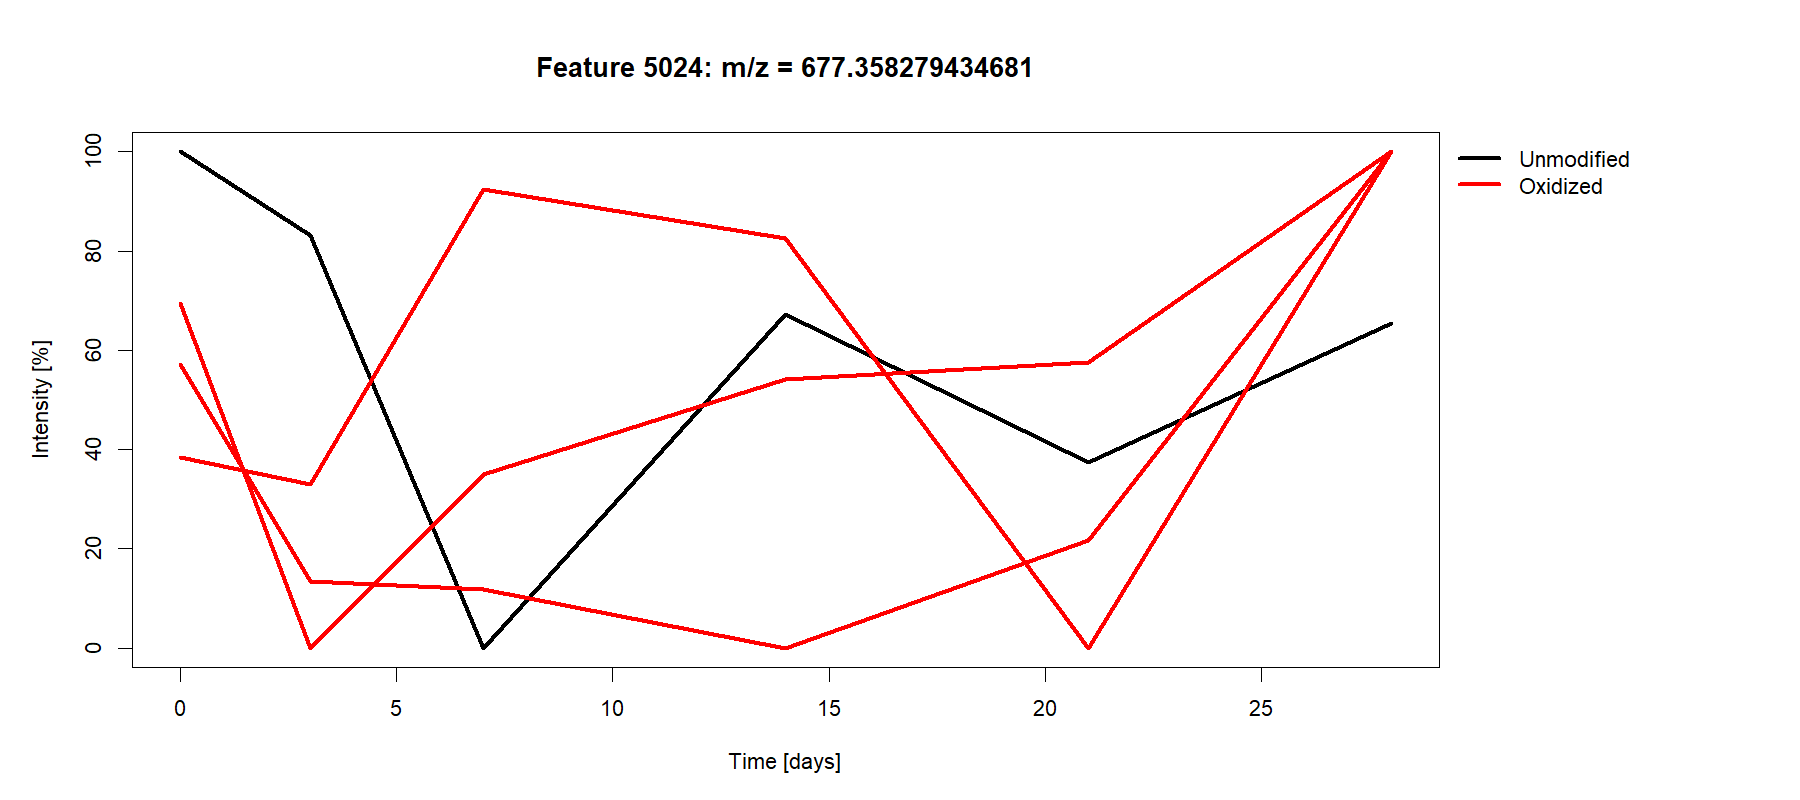 Feature 5024: m/z = 677.358279434681
Unmodified
Oxidized
Intensity [%]
100
80
60
40
20
0
0 5 10 15 20 25
Time [days]